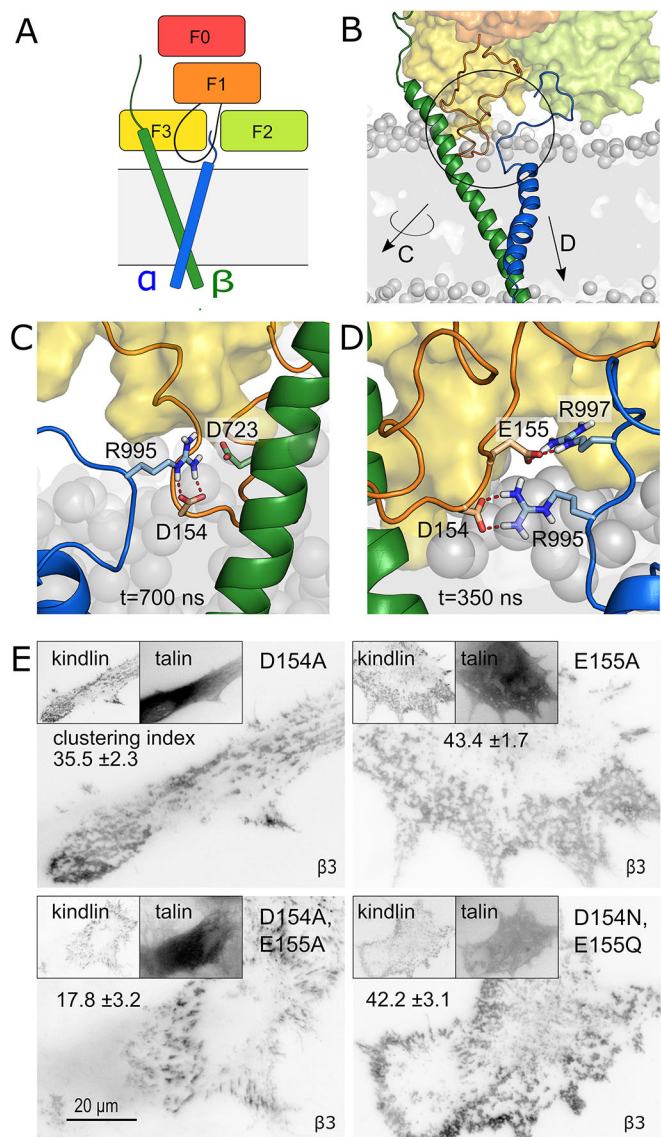 A
F0
F1
F3
F2
α
β
B
C
D
C
R995
D723
D154
t=700 ns
D
E155
R997
D154
R995
t=350 ns
E
kindlin
talin
D154A
clustering index
35.5 ±2.3
β3
kindlin
talin
E155A
43.4 ±1.7
β3
kindlin
talin
D154A,
E155A
17.8 ±3.2
20 µm
β3
kindlin
talin
D154N,
E155Q
42.2 ±3.1
β3